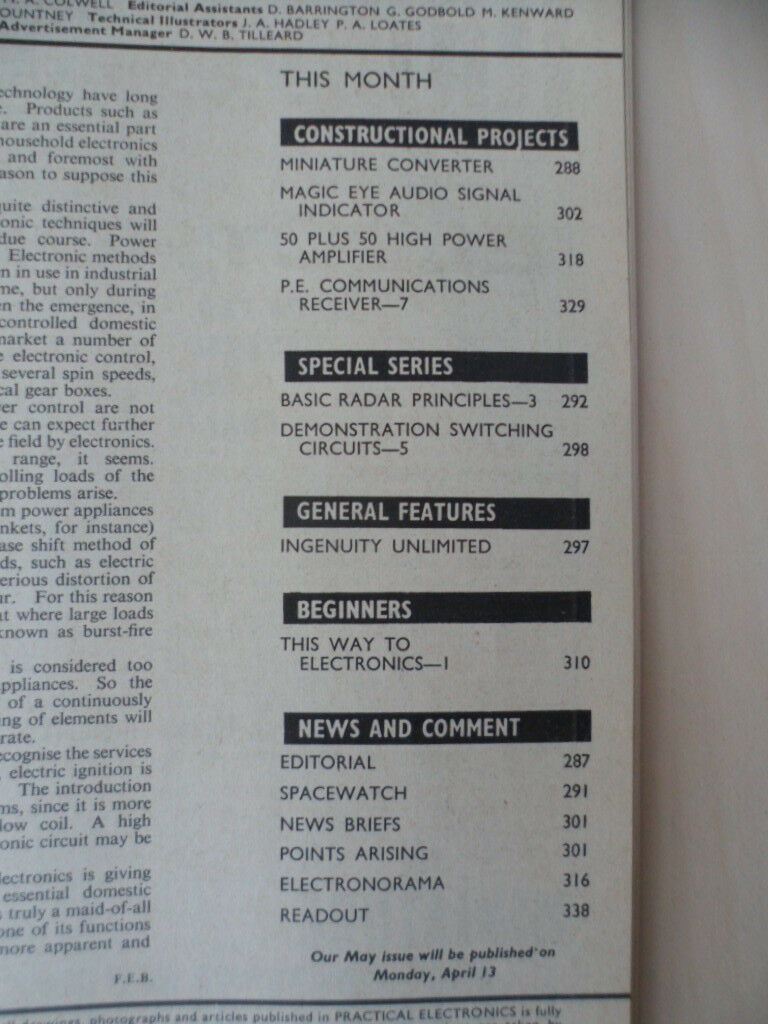 COLWELL Editorial Assistants D. BARRINGTON G. GODBOLD M. KENWARD
OUNTNEY Technical Illustrators J. A. HADLEY P. A. LOATES
Advertisement Manager D. W. B. TILLEARD
echnology have long
e. Products such as
are an essential part
household electronics
and foremost with
ason to suppose this
quite distinctive and
onic techniques will
due course. Power
Electronic methods
n in use in industrial
me, but only during
en the emergence, in
controlled domestic
market a number of
e electronic control,
several spin speeds,
cal gear boxes.
er control are not
e can expect further
e field by electronics.
range, it seems.
olling loads of the
problems arise.
m power appliances
nkets, for instance)
ase shift method of
ds, such as electric
erious distortion of
ur. For this reason
at where large loads
known as burst-fire
is considered too
ppliances. So the
of a continuously
ng of elements will
rate.
ecognise the services
, electric ignition is
The introduction
ms, since it is more
low coil. A high
onic circuit may be
lectronics is giving
essential domestic
s truly a maid-of-all
one of its functions
more apparent and
F.E.B.
THIS MONTH
CONSTRUCTIONAL PROJECTS
MINIATURE CONVERTER 288
MAGIC EYE AUDIO SIGNAL
INDICATOR 302
50 PLUS 50 HIGH POWER
AMPLIFIER 318
P.E. COMMUNICATIONS
RECEIVER—7 329
SPECIAL SERIES
BASIC RADAR PRINCIPLES—3 292
DEMONSTRATION SWITCHING
CIRCUITS—5 298
GENERAL FEATURES
INGENUITY UNLIMITED 297
BEGINNERS
THIS WAY TO
ELECTRONICS—1 310
NEWS AND COMMENT
EDITORIAL 287
SPACEWATCH 291
NEWS BRIEFS 301
POINTS ARISING 301
ELECTRONORAMA 316
READOUT 338
Our May issue will be published on
Monday, April 13
drawings, photographs and articles published in PRACTICAL ELECTRONICS is fully